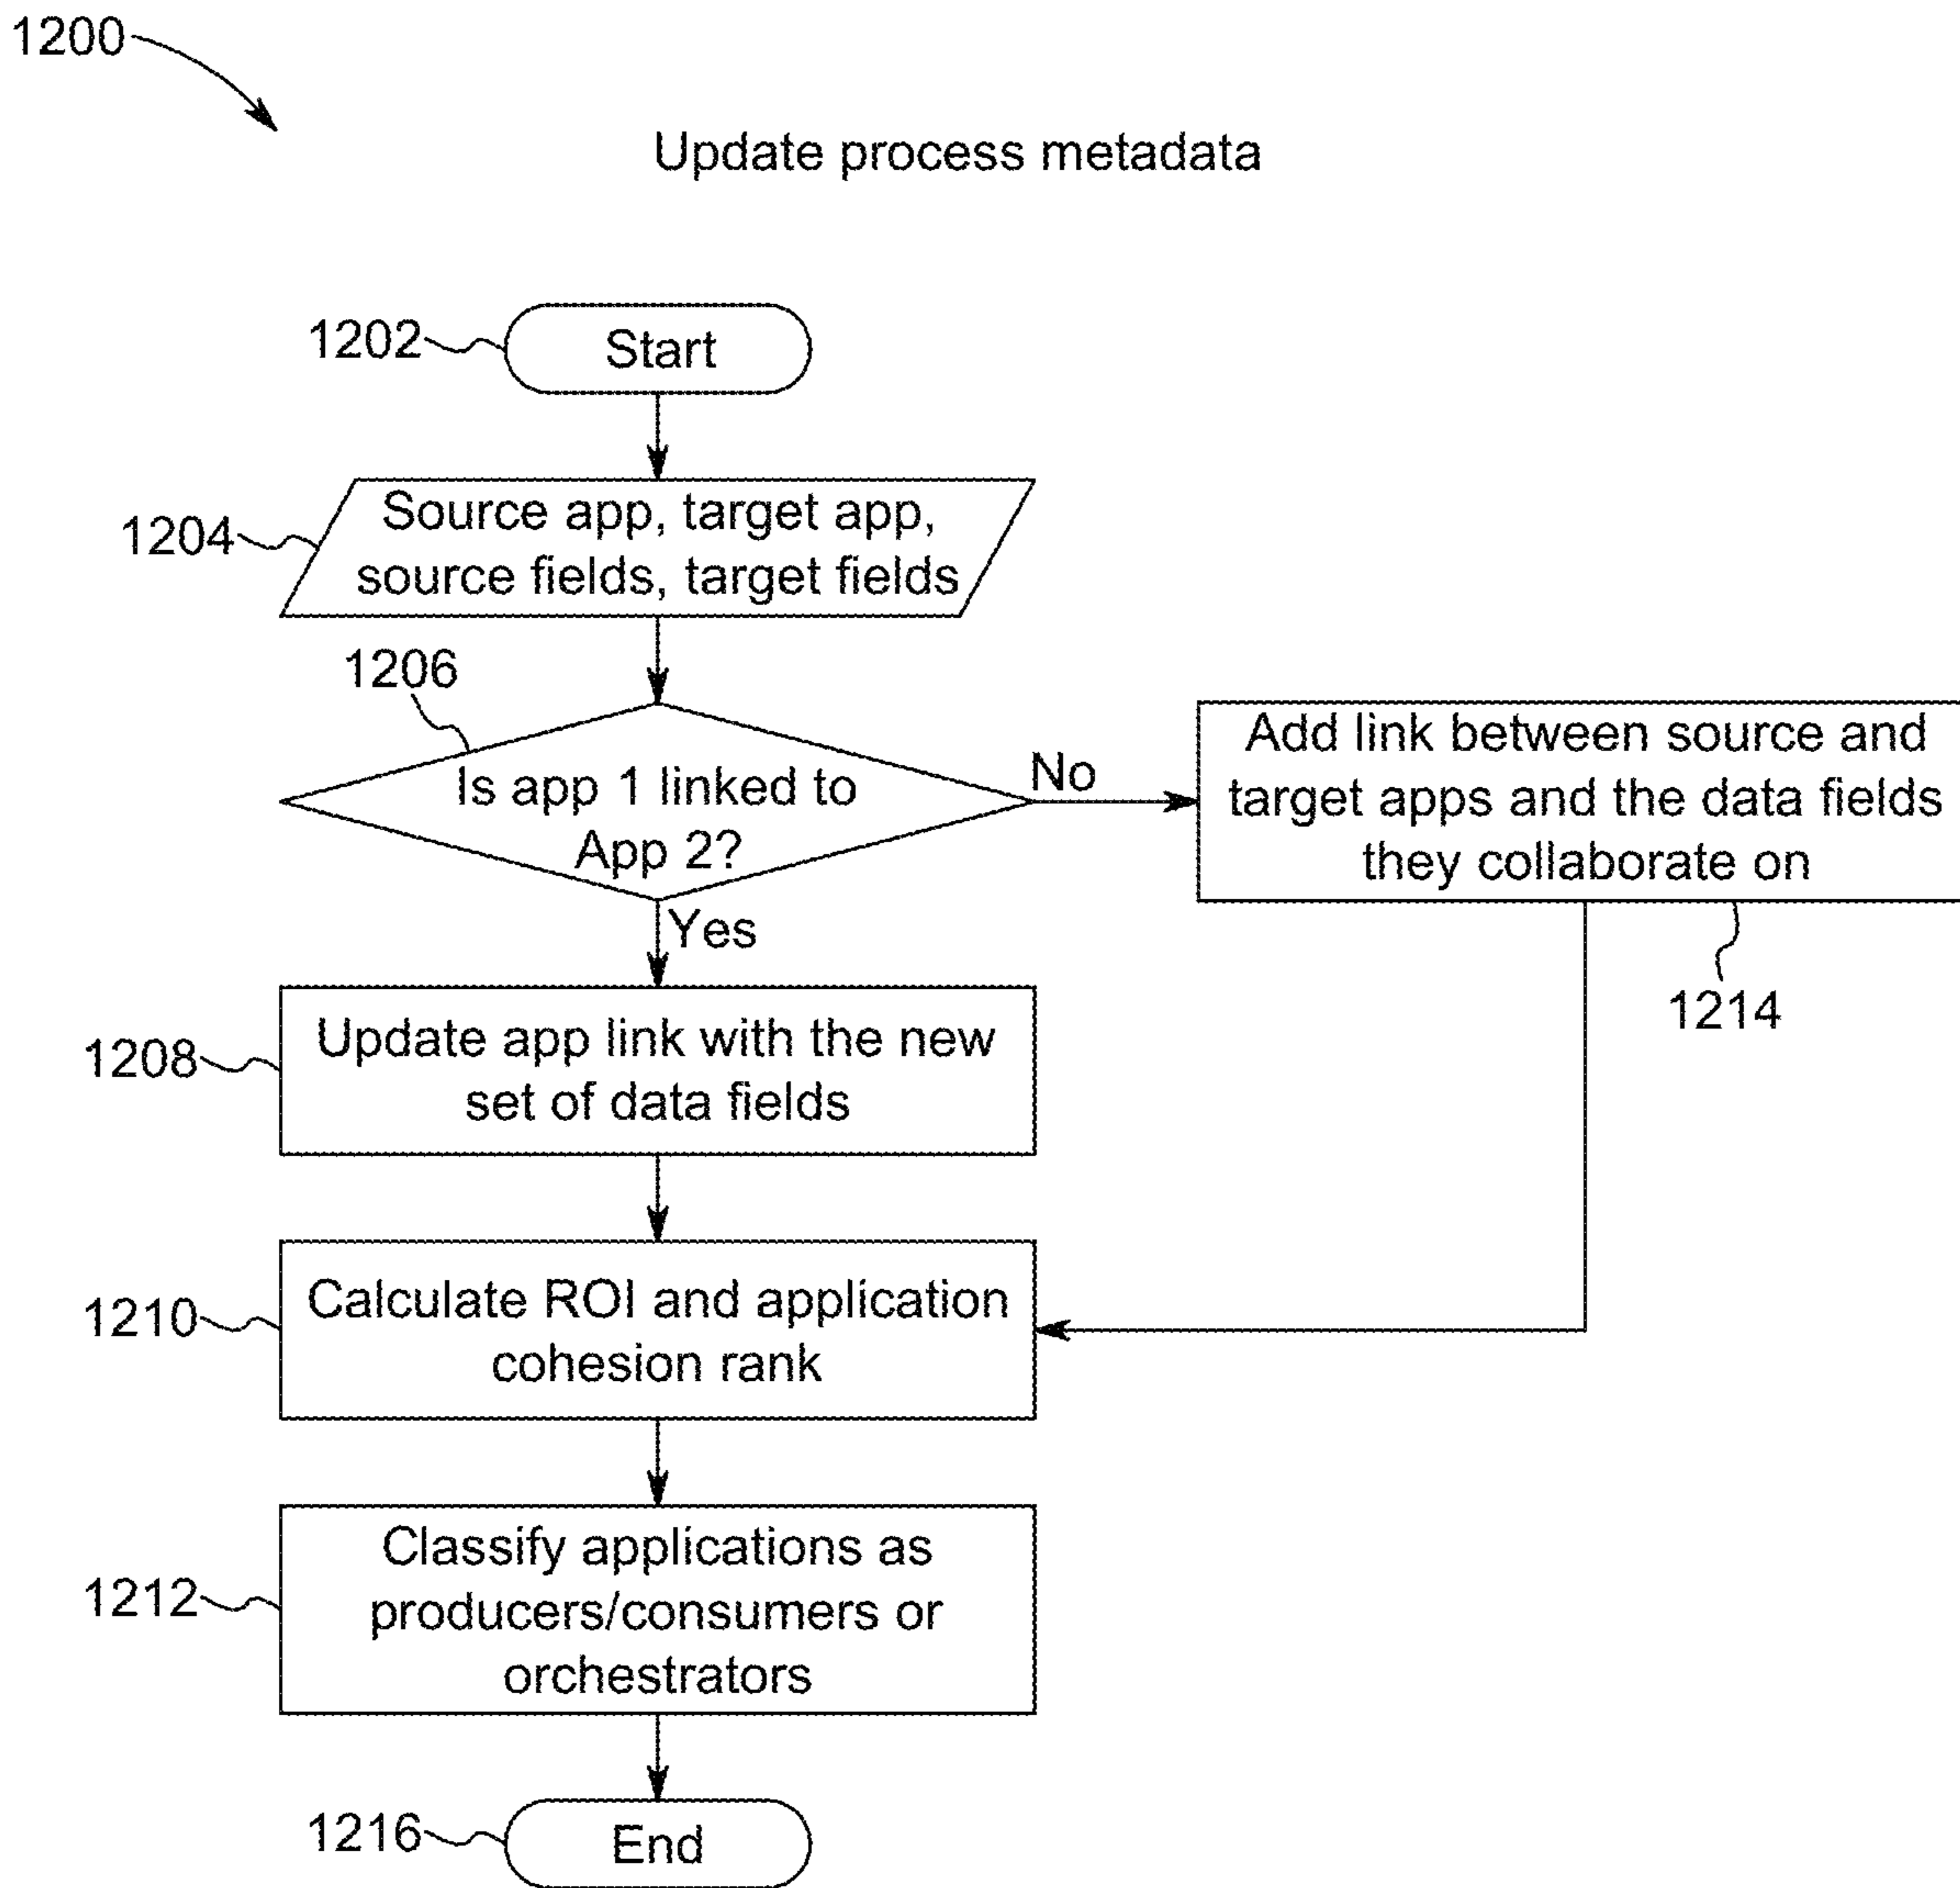 1200
Update process metadata
1202
Start
1204
Source app, target app,
source fields, target fields
1206
Is app 1 linked to
App 2?
No
Add link between source and
target apps and the data fields
they collaborate on
1214
Yes
1208
Update app link with the new
set of data fields
1210
Calculate ROI and application
cohesion rank
1212
Classify applications as
producers/consumers or
orchestrators
1216
End